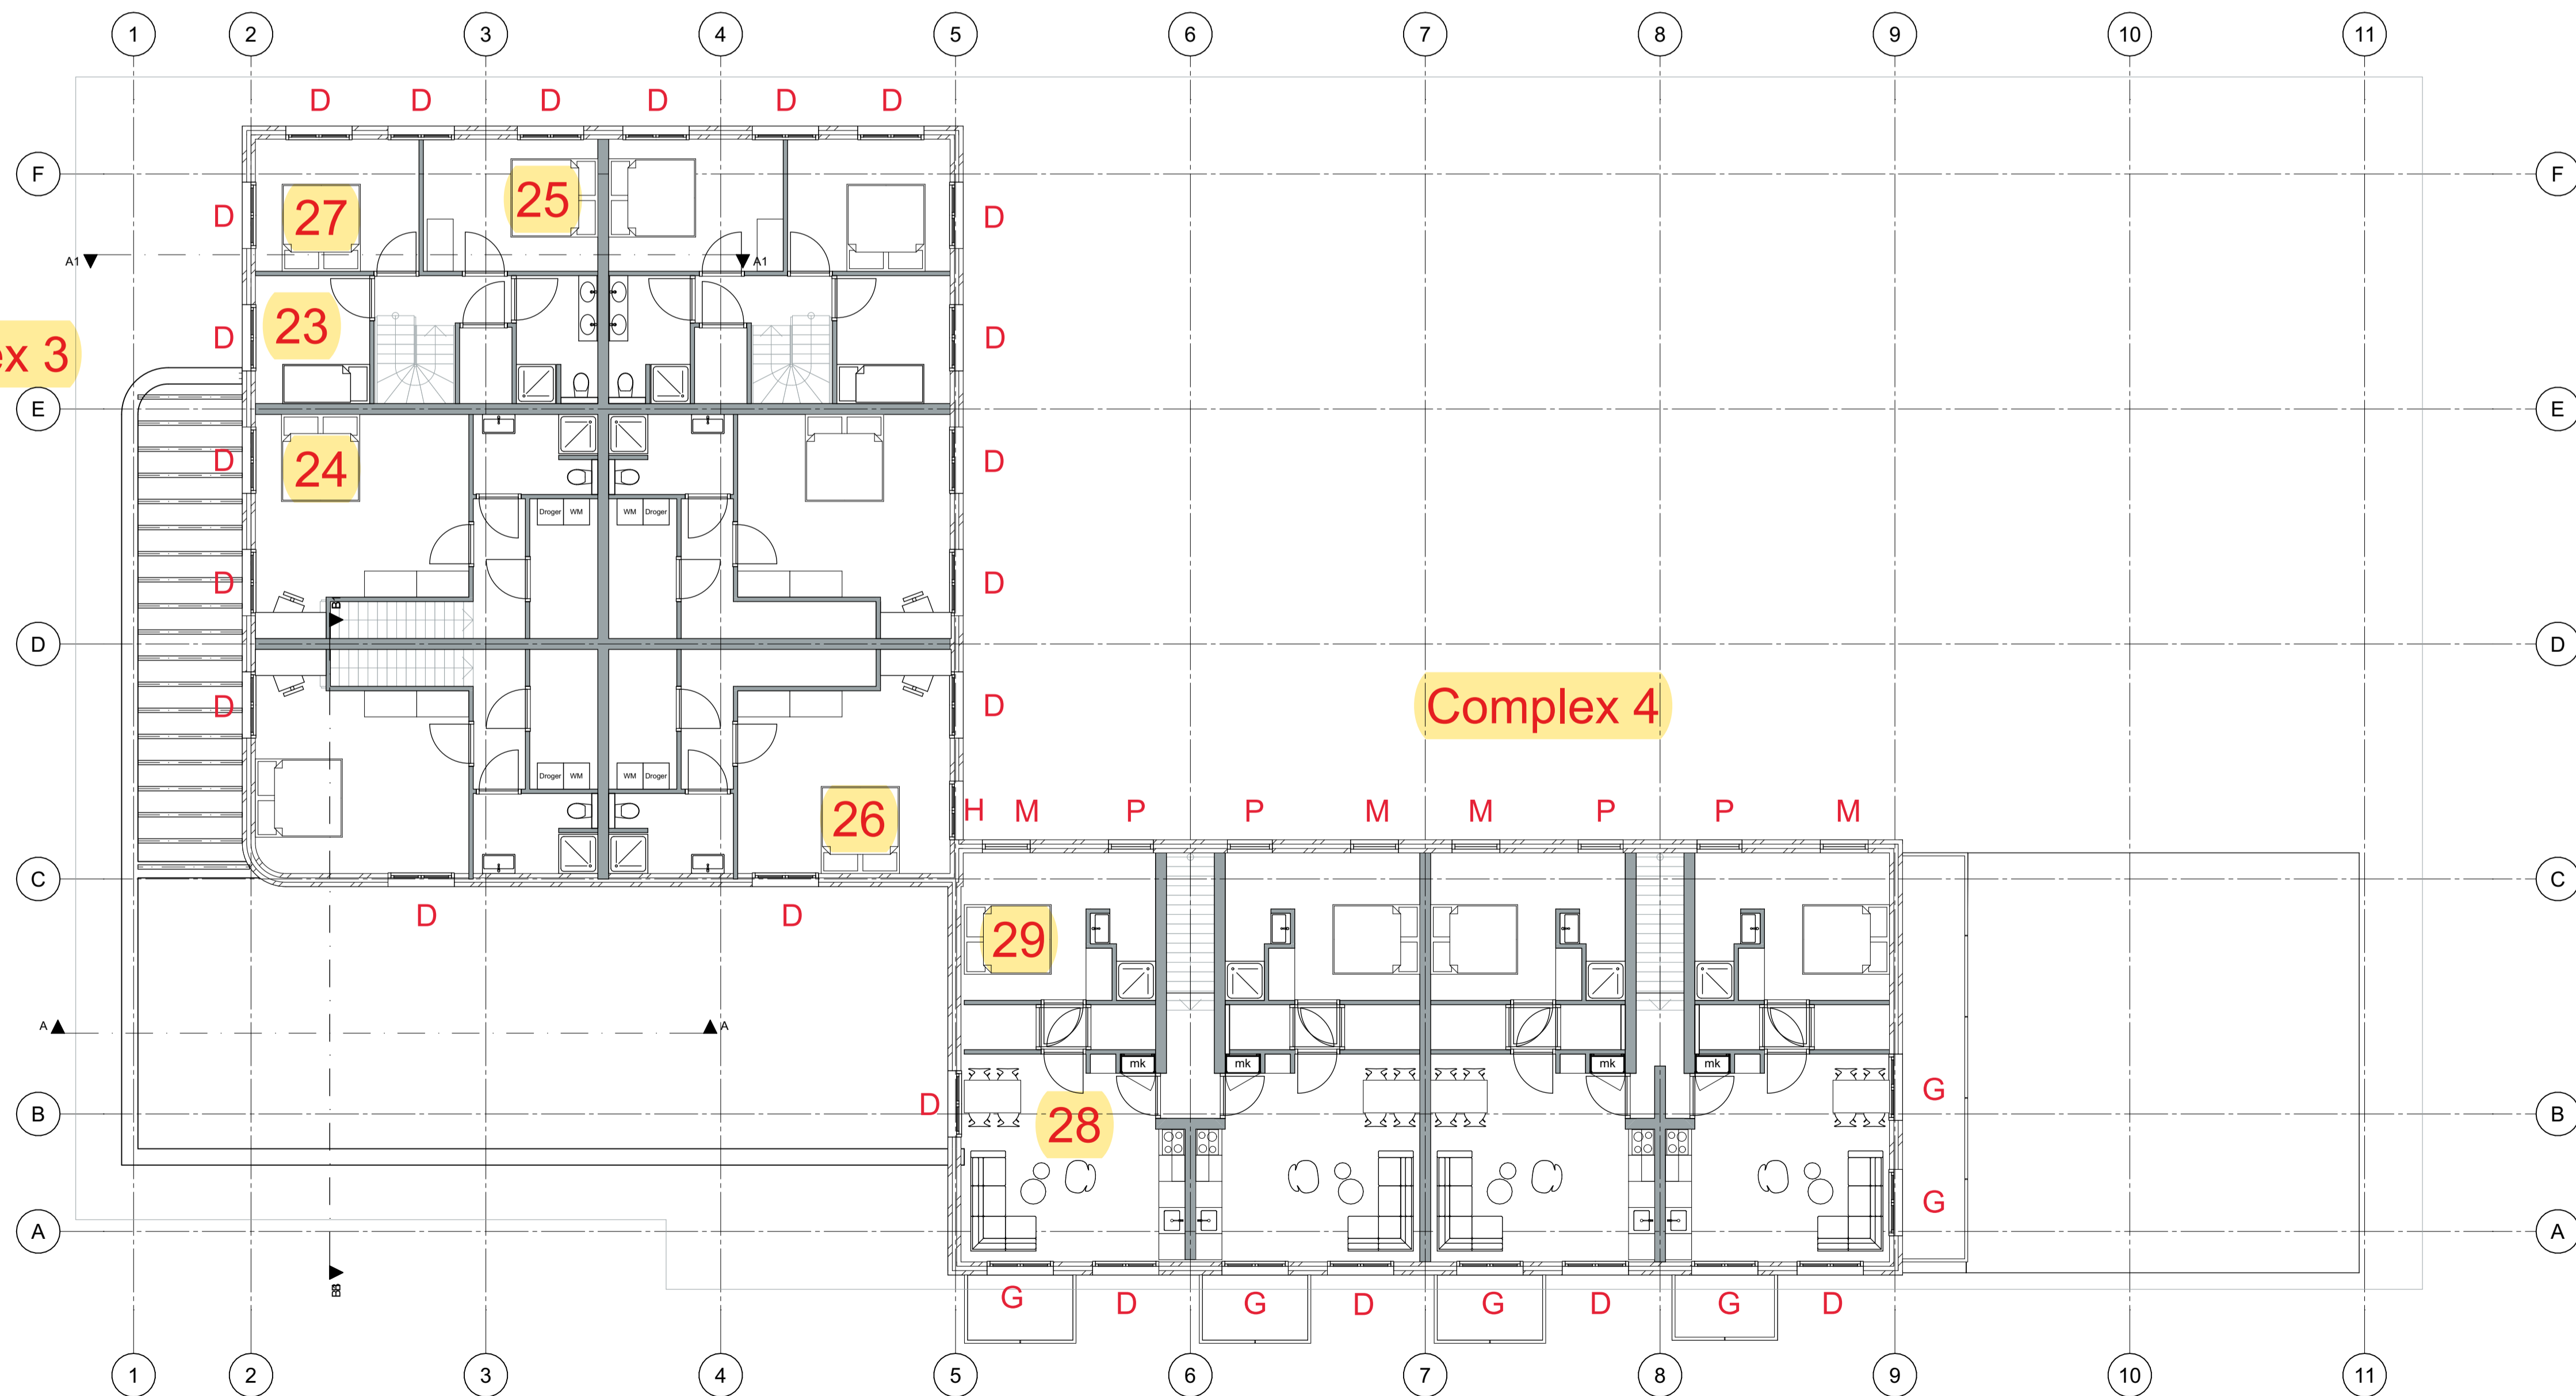 1 2 3 4 5 6 7 8 9 10 11
D D D D D D
F F
27 25
D D
A1 A1
23
D D
ex 3
E E
24
D D
Droger WM WM Droger
D D
B1
D D
D D
Complex 4
Droger WM WM Droger
26
H M P P M M P P M
C C
D D
29
A A
mk mk mk mk
D G
B B
28
G
A A
G D G D G D G D
1 2 3 4 5 6 7 8 9 10 11